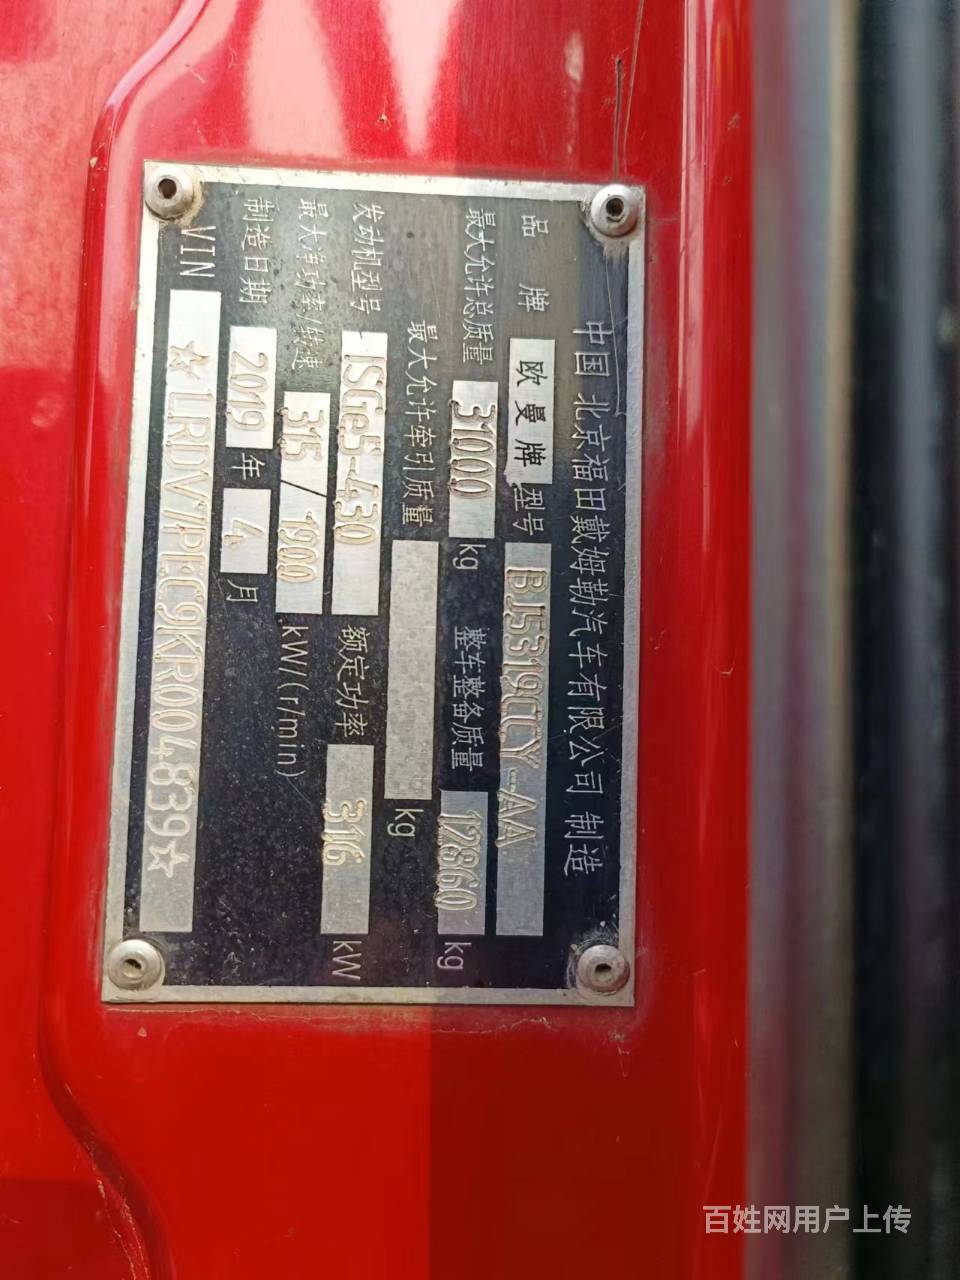 中国 北京福田戴姆勒汽车有限公司 制造
品 牌 欧曼牌 型号 BJ5319CCY-AA
最大允许总质量 31000 kg 整车整备质量 12860 kg
最大允许牵引质量 kg
发动机型号 ISGe5-430 额定功率 316 kW
最大净功率/转速 315 / 1900 kW/(r/min)
制造日期 2019 年 4 月
VIN ☆LRDV7PEC9KR004839☆
百姓网用户上传